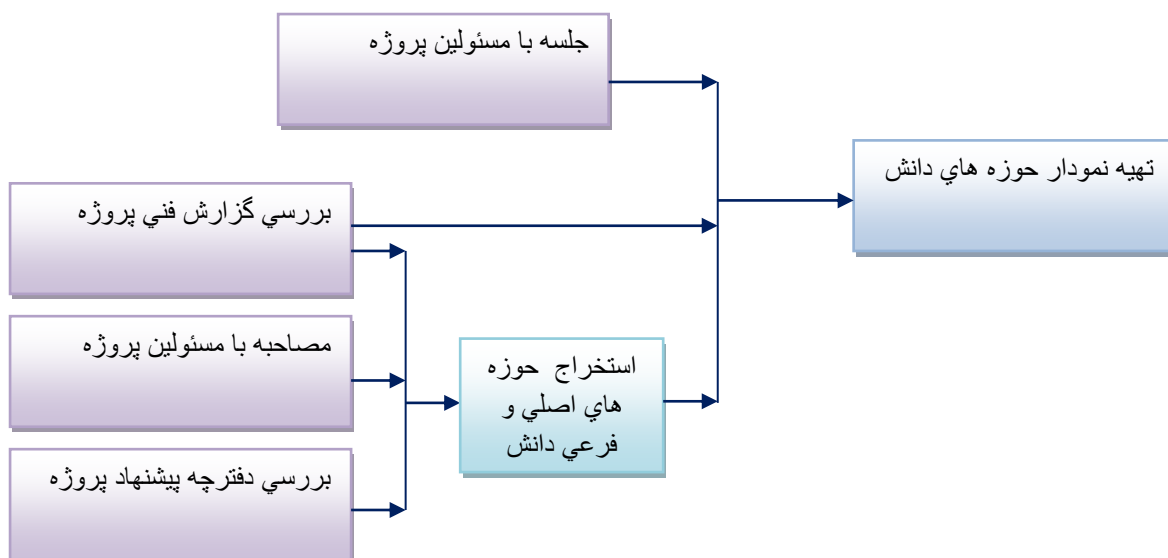 جلسه با مسئولين پروژه
تهيه نمودار حوزه هاي دانش
بررسي گزارش فني پروژه
مصاحبه با مسئولين پروژه
استخراج حوزه
هاي اصلي و
فرعي دانش
بررسي دفترچه پيشنهاد پروژه